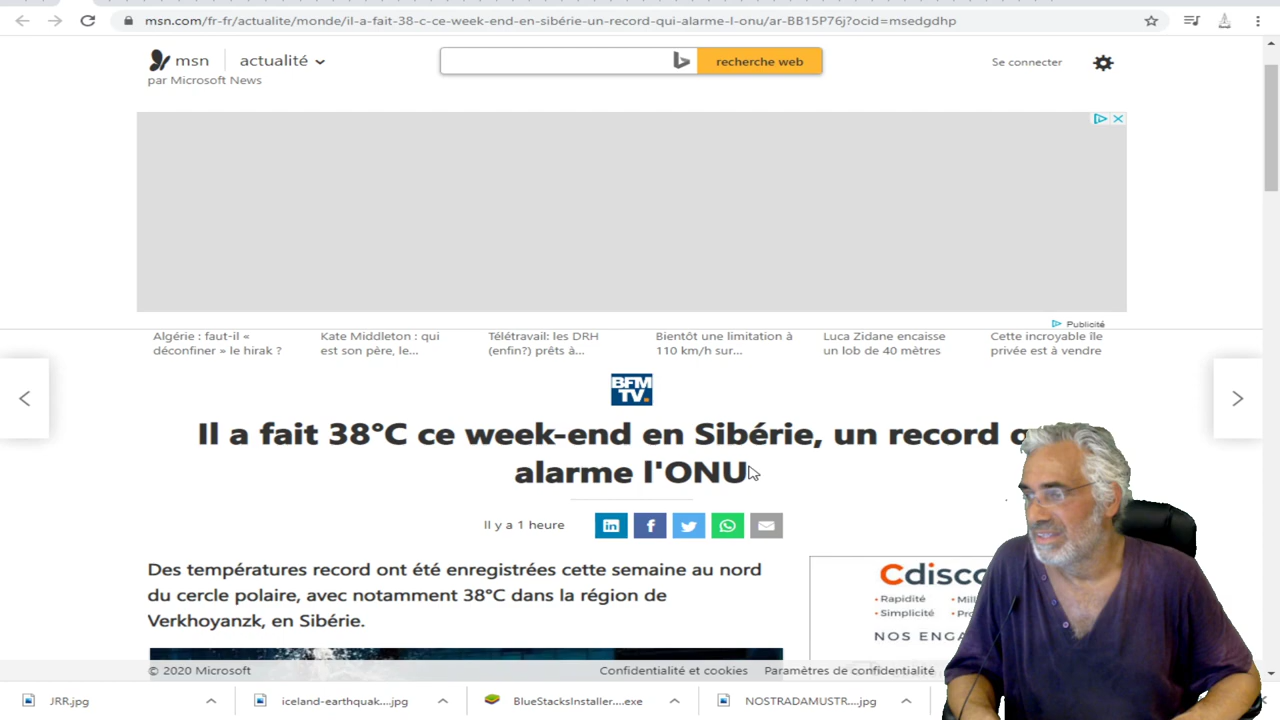 msn.com/fr-fr/actualite/monde/il-a-fait-38-c-ce-week-end-en-sibérie-un-record-qui-alarme-l-onu/ar-BB15P76j?ocid=msedgdhp
msn
actualité
recherche web
Se connecter
par Microsoft News
Publicité
Algérie : faut-il «
déconfiner » le hirak ?
Kate Middleton : qui
est son père, le...
Télétravail: les DRH
(enfin?) prêts à...
Bientôt une limitation à
110 km/h sur...
Luca Zidane encaisse
un lob de 40 mètres
Cette incroyable île
privée est à vendre
BFM
TV.
Il a fait 38°C ce week-end en Sibérie, un record
alarme l'ONU
Il y a 1 heure
Des températures record ont été enregistrées cette semaine au nord
du cercle polaire, avec notamment 38°C dans la région de
Verkhoyanzk, en Sibérie.
Cdisco
• Rapidité
• Simplicité
NOS
© 2020 Microsoft
Confidentialité et cookies
Paramètres de confidentialité
JRR.jpg
iceland-earthquak....jpg
BlueStacksInstaller....exe
NOSTRADAMUSTR....jpg